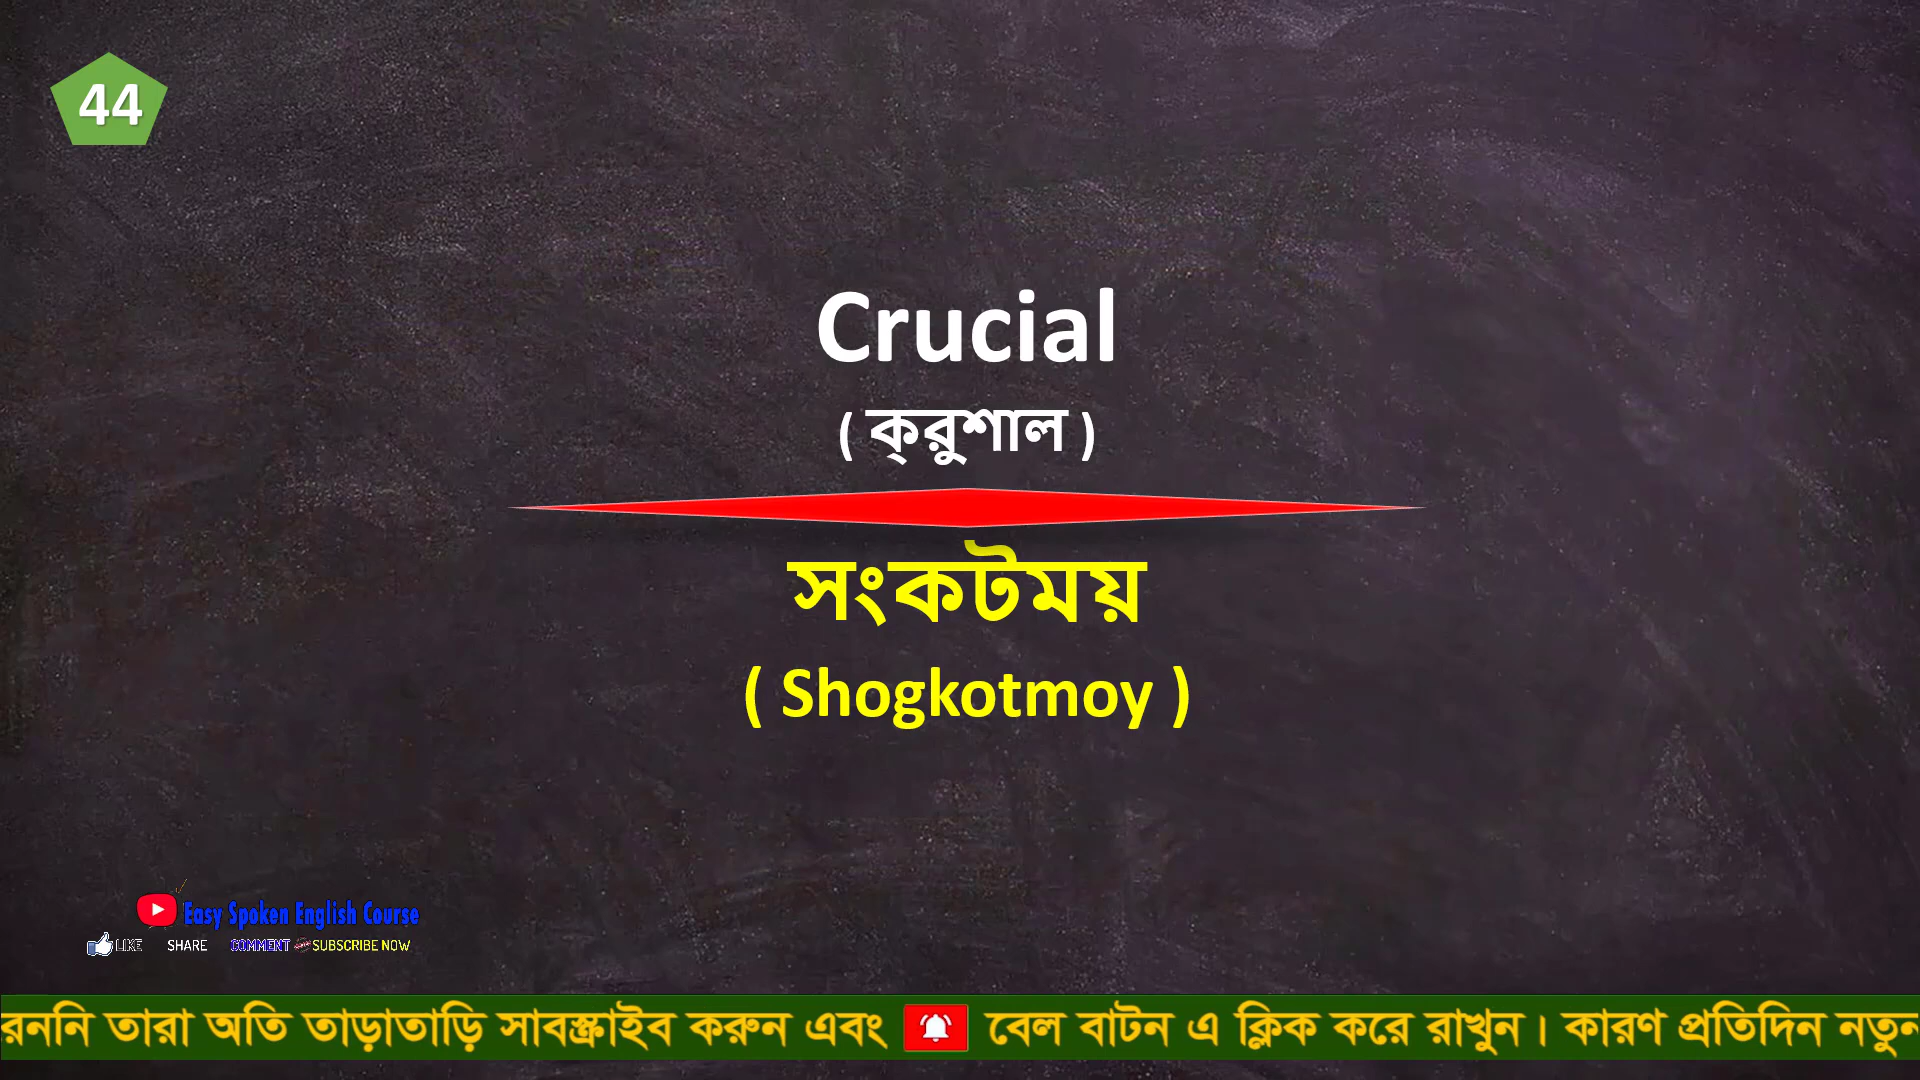 44
Crucial
( ক্‌রুশাল )
সংকটময়
( Shogkotmoy )
Easy Spoken English Course
LIKE SHARE COMMENT SUBSCRIBE NOW
রননি তারা অতি তাড়াতাড়ি সাবস্ক্রাইব করুন এবং বেল বাটন এ ক্লিক করে রাখুন। কারণ প্রতিদিন নতুন